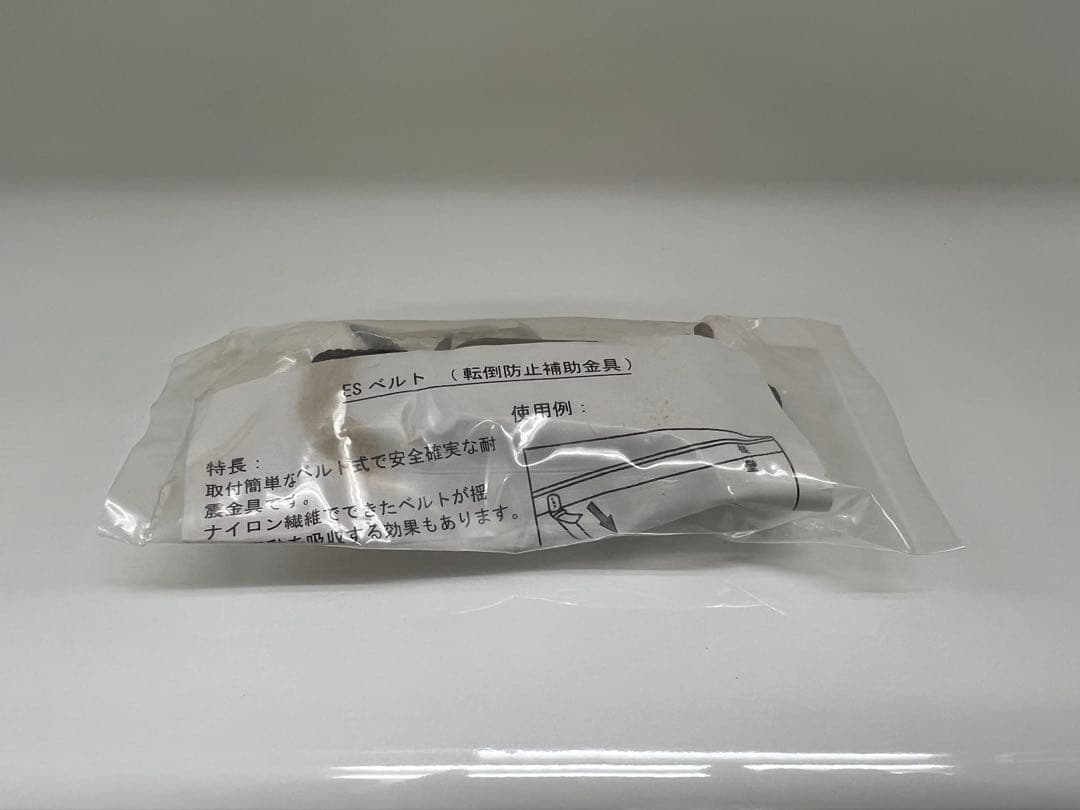 ESベルト （転倒防止補助金具）
使用例：
特長：
取付簡単なベルト式で安全確実な耐
震金具です。
ナイロン繊維でできたベルトが揺
を吸収する効果もあります。
壁